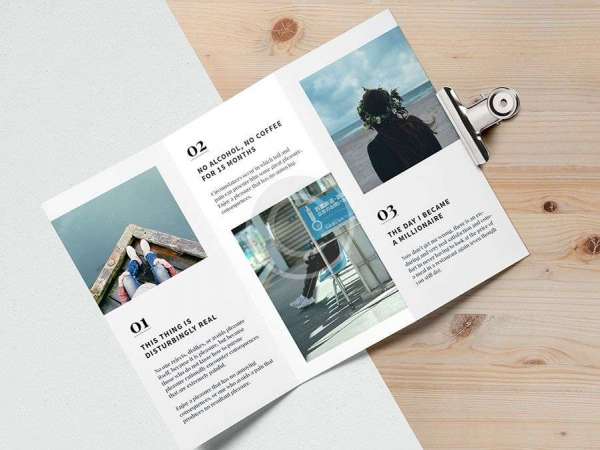 01
THIS THING IS
DISTURBINGLY REAL
No one rejects, dislikes, or avoids pleasure
itself, because it is pleasure, but because
those who do not know how to pursue
pleasure rationally encounter consequences
that are extremely painful.
Enjoy a pleasure that has no annoying
consequences, or one who avoids a pain that
produces no resultant pleasure.
02
NO ALCOHOL, NO COFFEE
FOR 15 MONTHS
Circumstances occur in which toil and
pain can procure him some great pleasure.
Enjoy a pleasure that has no annoying
consequences.
03
THE DAY I BECAME
A MILLIONAIRE
Now don't get me wrong, there is an en-
during and very real satisfaction and com-
fort in never having to look at the price of
a meal in a restaurant again (even though
you still do).